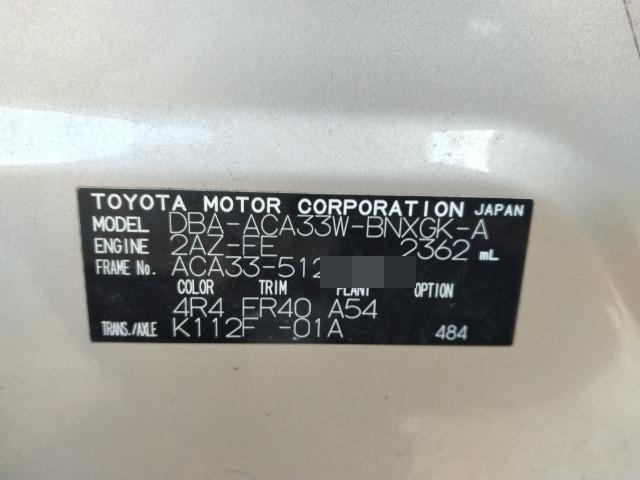 TOYOTA MOTOR CORPORATION JAPAN
MODEL DBA-ACA33W-BNXGK-A
ENGINE 2AZ-FE 2362 mL
FRAME No. ACA33-512
COLOR TRIM PLANT OPTION
4R4 FR40 A54
TRANS./AXLE K112F -01A 484